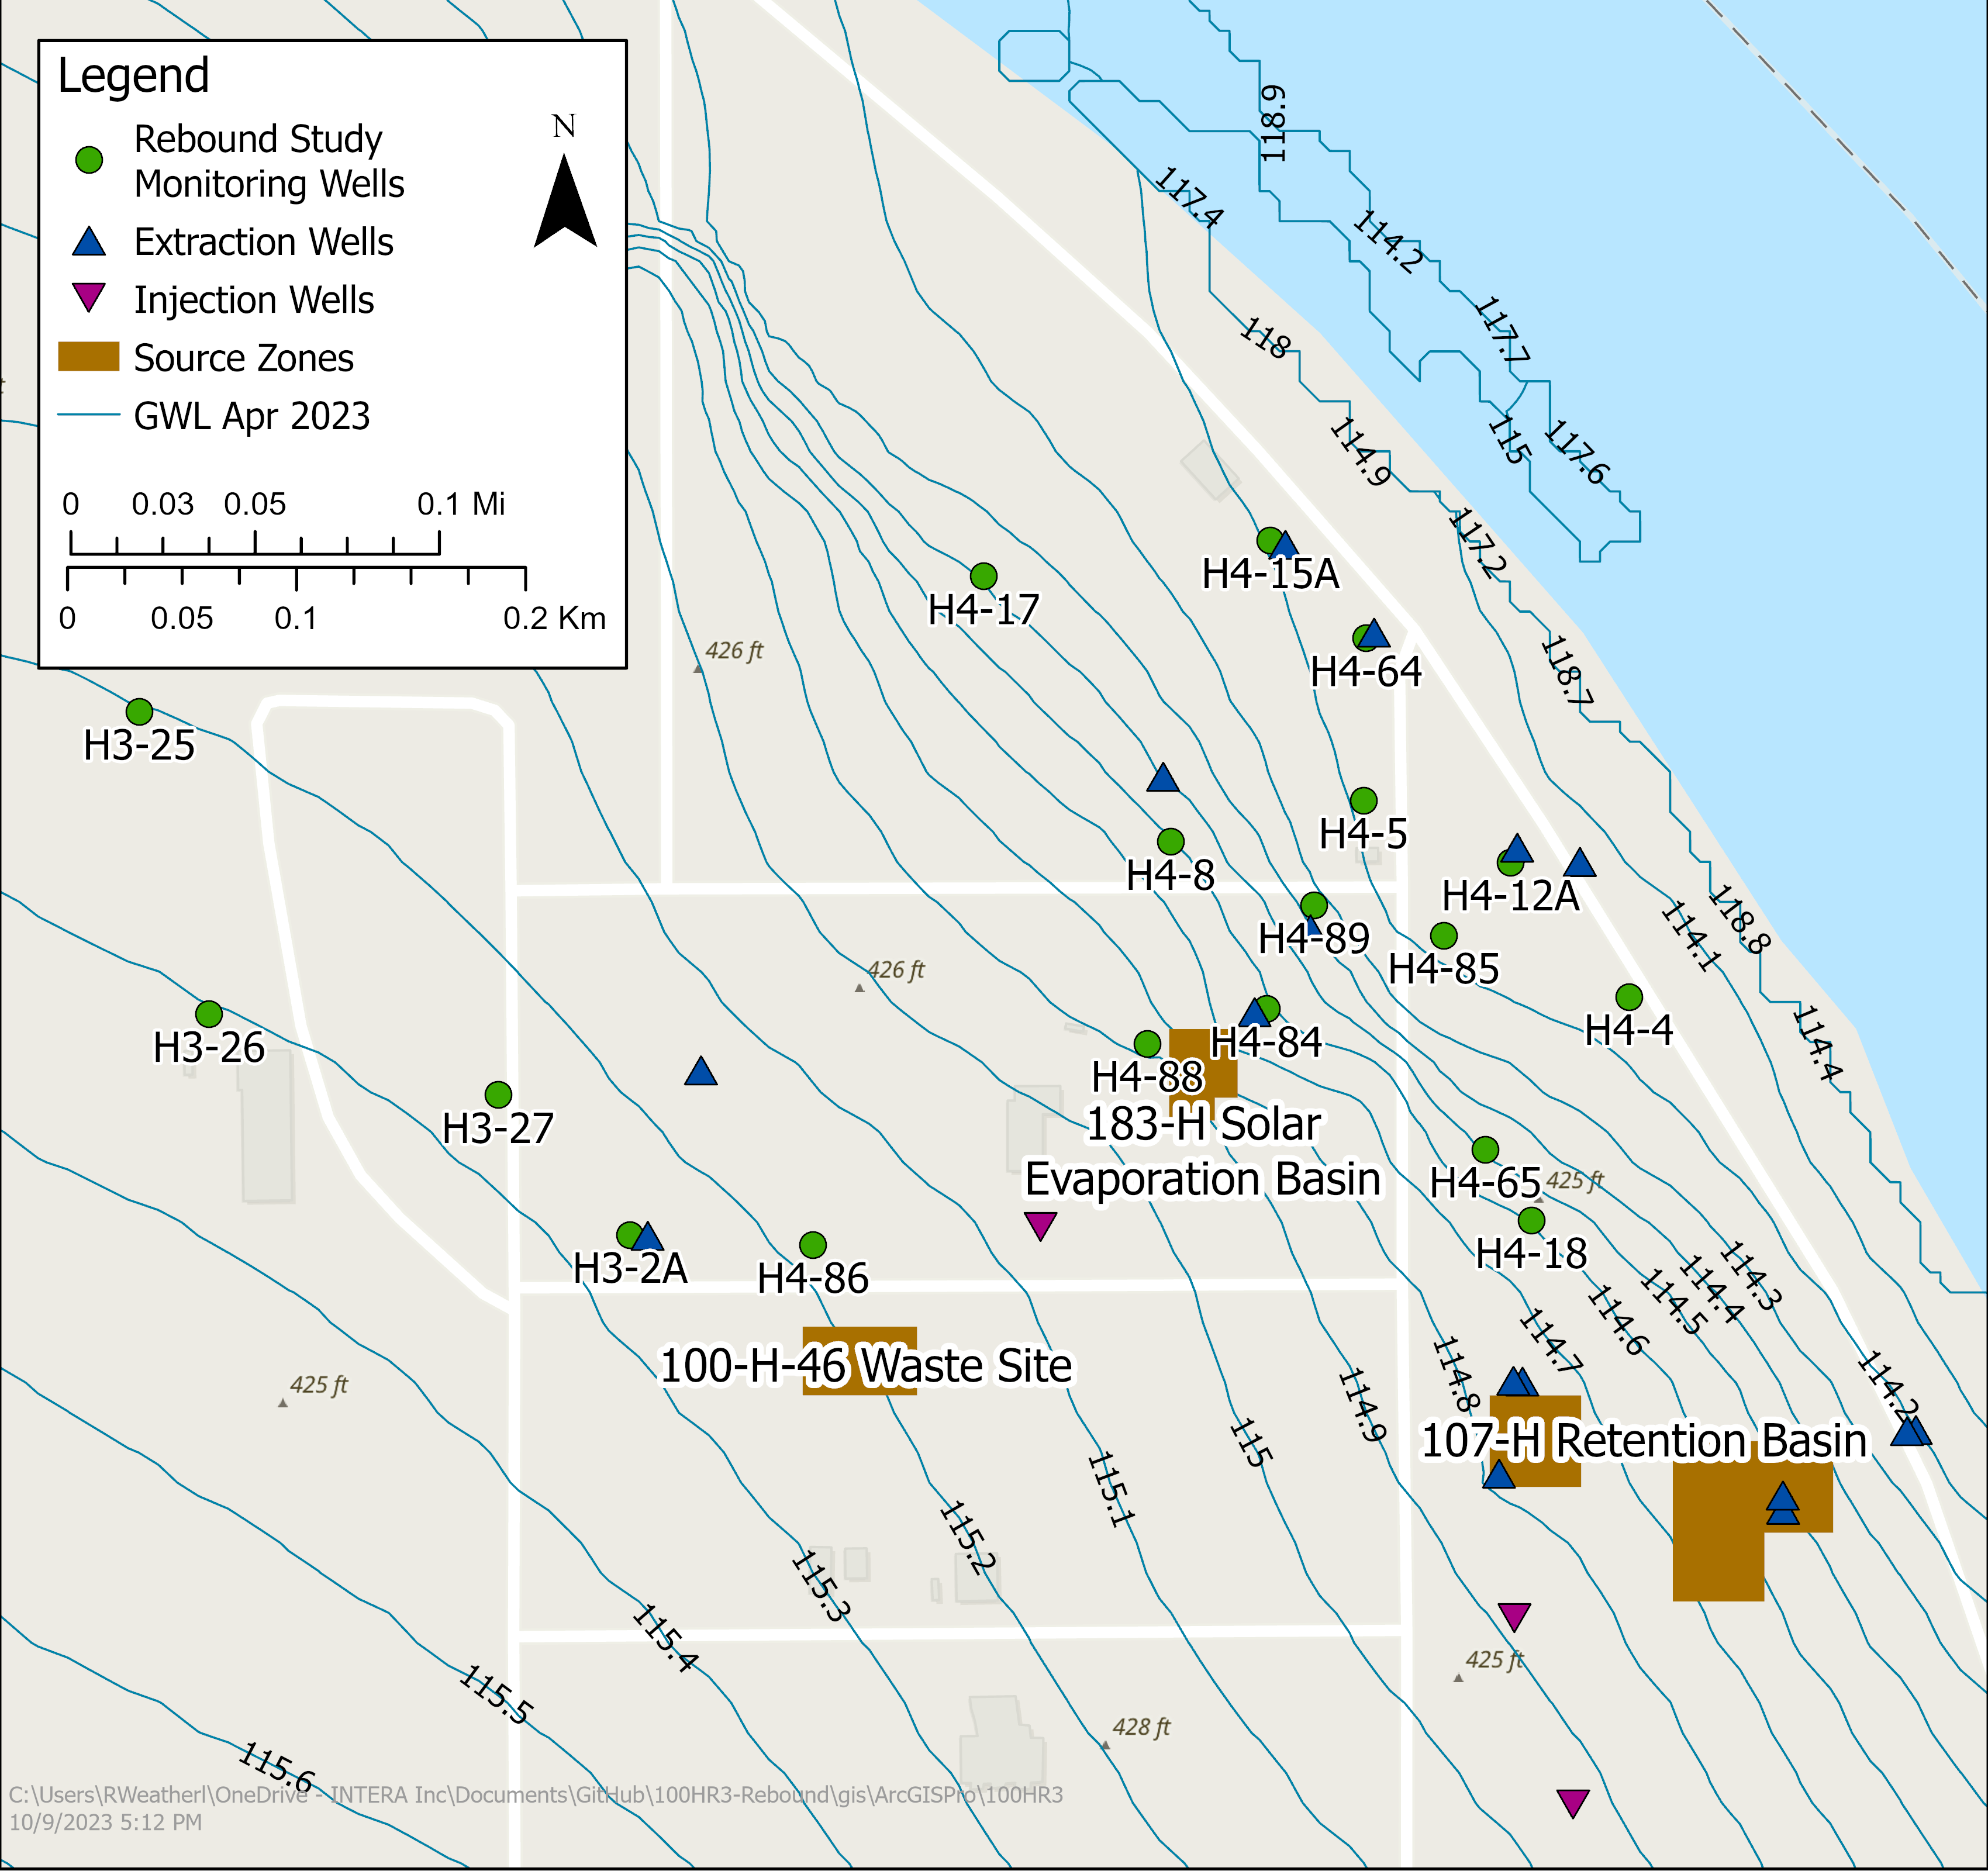 Legend
N
Rebound Study
Monitoring Wells
Extraction Wells
Injection Wells
Source Zones
GWL Apr 2023
0 0.03 0.05 0.1 Mi
0 0.05 0.1 0.2 Km
118.9
117.4
114.2
118
117.7
114.9
115
117.6
117.2
118.7
H4-15A
H4-17
426 ft
H4-64
H3-25
H4-5
H4-8
H4-12A
118.8
114.1
H4-89
H4-85
426 ft
H4-4
H3-26
H4-84
114.4
H4-88
H3-27
183-H Solar
Evaporation Basin
H4-65
425 ft
H4-18
H3-2A
H4-86
114.3
114.4
114.5
114.6
114.7
114.8
114.2
100-H-46 Waste Site
425 ft
114.9
115
107-H Retention Basin
115.1
115.2
115.3
115.4
425 ft
115.5
428 ft
115.6
C:\Users\RWeatherl\OneDrive - INTERA Inc\Documents\GitHub\100HR3-Rebound\gis\ArcGISPro\100HR3
10/9/2023 5:12 PM